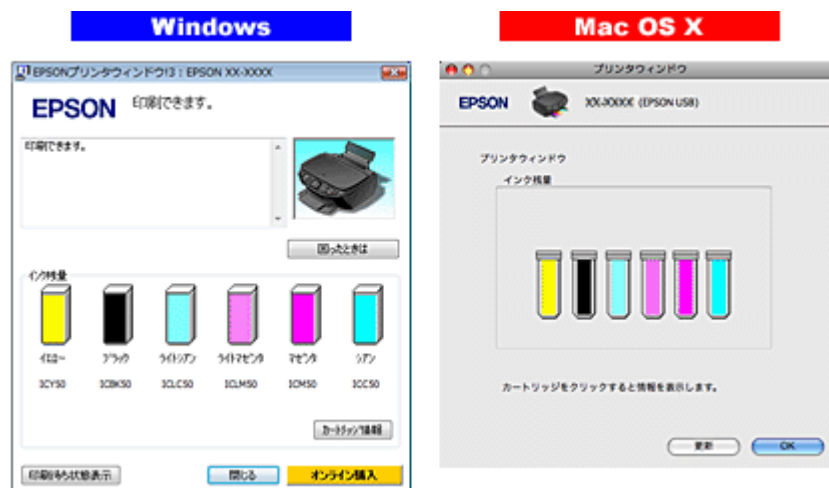 Windows
EPSONプリンタウィンドウ!3 : EPSON XX-XXXX
EPSON
印刷できます。
印刷できます。
困ったときは
インク残量
イエロー ブラック ライトシアン ライトマゼンタ マゼンタ シアン
ICY50 ICBK50 ICLC50 ICLM50 ICM50 ICC50
カートリッジ情報
印刷待ち状態表示
閉じる
オンライン購入
Mac OS X
プリンタウィンドウ
EPSON
XX-XXXX (EPSON USB)
プリンタウィンドウ
インク残量
カートリッジをクリックすると情報を表示します。
更新
OK